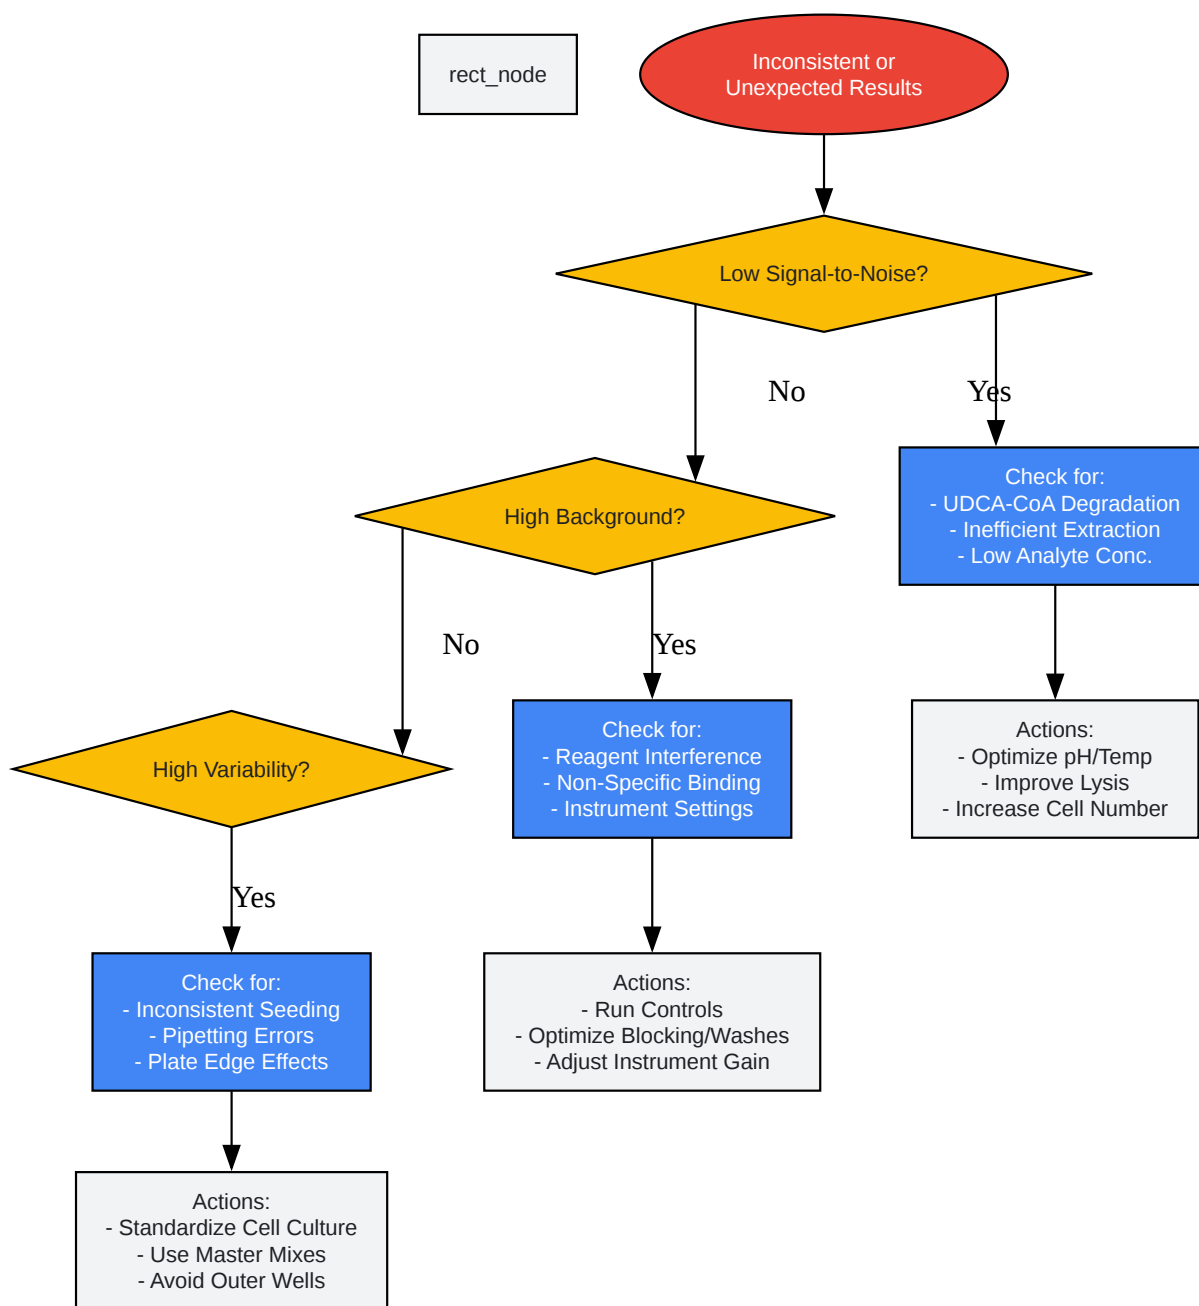 rect_node
Inconsistent or
Unexpected Results
Low Signal-to-Noise?
No
Yes
Check for:
- UDCA-CoA Degradation
- Inefficient Extraction
- Low Analyte Conc.
High Background?
No
Yes
Actions:
- Optimize pH/Temp
- Improve Lysis
- Increase Cell Number
Check for:
- Reagent Interference
- Non-Specific Binding
- Instrument Settings
High Variability?
Yes
Check for:
- Inconsistent Seeding
- Pipetting Errors
- Plate Edge Effects
Actions:
- Run Controls
- Optimize Blocking/Washes
- Adjust Instrument Gain
Actions:
- Standardize Cell Culture
- Use Master Mixes
- Avoid Outer Wells